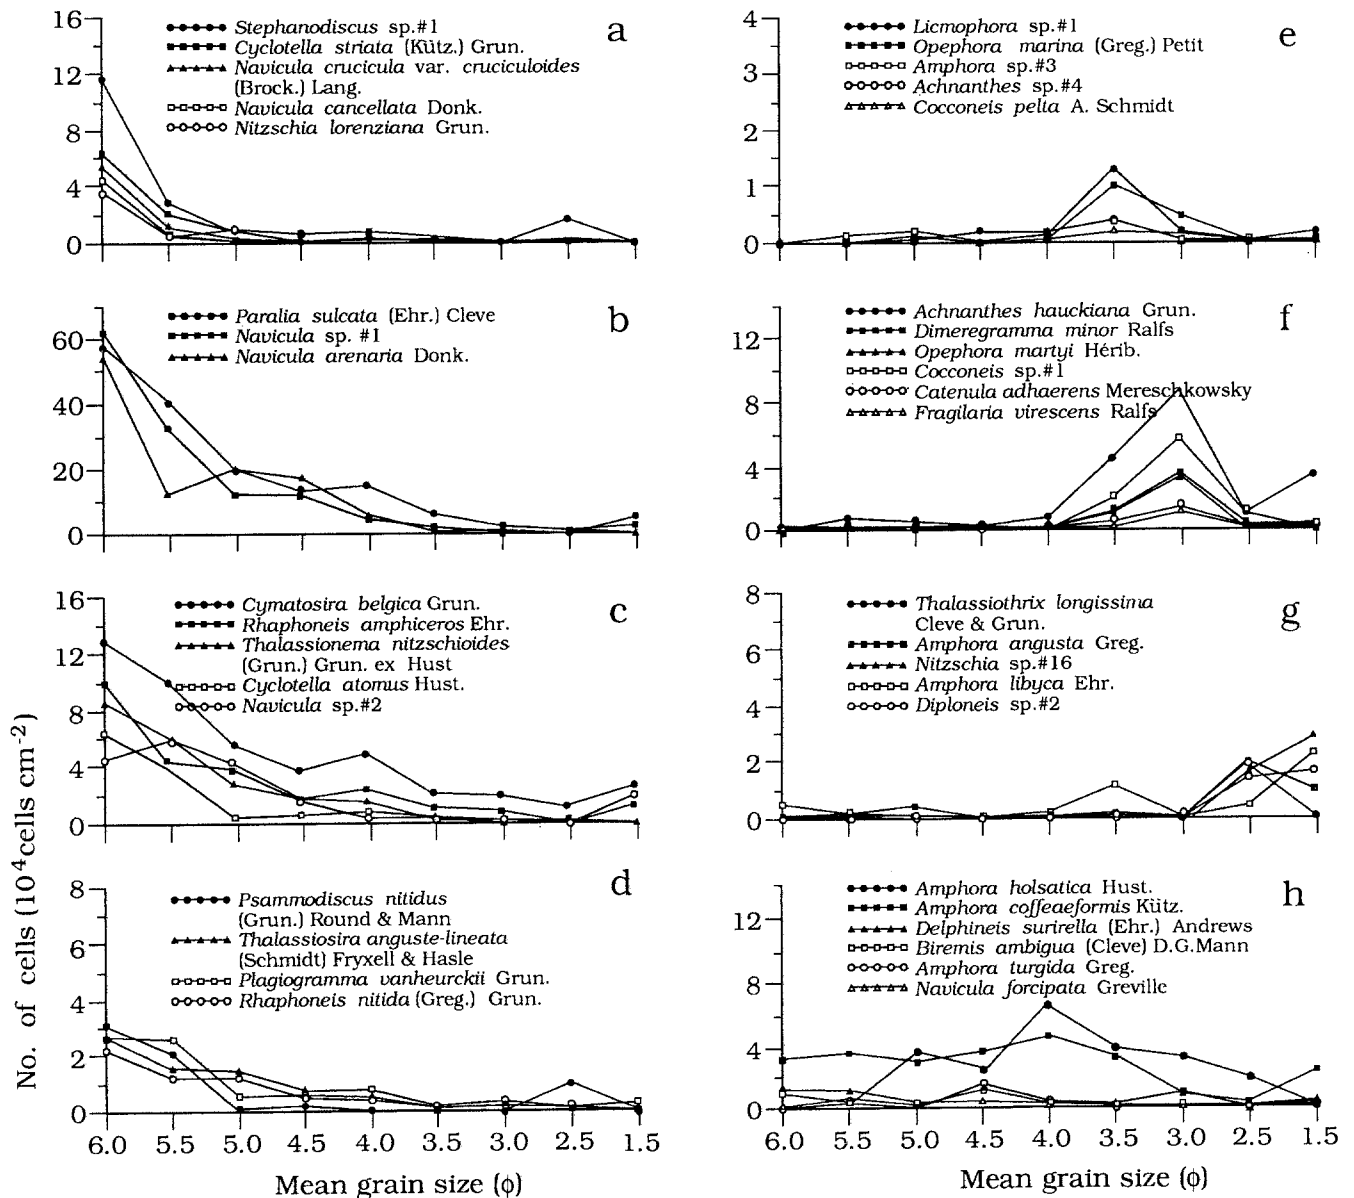 No. of cells (10⁴cells cm⁻²)
a
16
12
8
4
0
Stephanodiscus sp.#1
Cyclotella striata (Kütz.) Grun.
Navicula crucicula var. cruciculoides
(Brock.) Lang.
Navicula cancellata Donk.
Nitzschia lorenziana Grun.
b
60
40
20
0
Paralia sulcata (Ehr.) Cleve
Navicula sp. #1
Navicula arenaria Donk.
c
16
12
8
4
0
Cymatosira belgica Grun.
Rhaphoneis amphiceros Ehr.
Thalassionema nitzschioides
(Grun.) Grun. ex Hust
Cyclotella atomus Hust.
Navicula sp.#2
d
8
6
4
2
0
Psammodiscus nitidus
(Grun.) Round & Mann
Thalassiosira anguste-lineata
(Schmidt) Fryxell & Hasle
Plagiogramma vanheurckii Grun.
Rhaphoneis nitida (Greg.) Grun.
6.0 5.5 5.0 4.5 4.0 3.5 3.0 2.5 1.5
Mean grain size (ϕ)
e
4
3
2
1
0
Licmophora sp.#1
Opephora marina (Greg.) Petit
Amphora sp.#3
Achnanthes sp.#4
Cocconeis pelta A. Schmidt
f
12
8
4
0
Achnanthes hauckiana Grun.
Dimeregramma minor Ralfs
Opephora martyi Hérib.
Cocconeis sp.#1
Catenula adhaerens Mereschkowsky
Fragilaria virescens Ralfs
g
8
6
4
2
0
Thalassiothrix longissima
Cleve & Grun.
Amphora angusta Greg.
Nitzschia sp.#16
Amphora libyca Ehr.
Diploneis sp.#2
h
12
8
4
0
Amphora holsatica Hust.
Amphora coffeaeformis Kütz.
Delphineis surirella (Ehr.) Andrews
Biremis ambigua (Cleve) D.G.Mann
Amphora turgida Greg.
Navicula forcipata Greville
6.0 5.5 5.0 4.5 4.0 3.5 3.0 2.5 1.5
Mean grain size (ϕ)